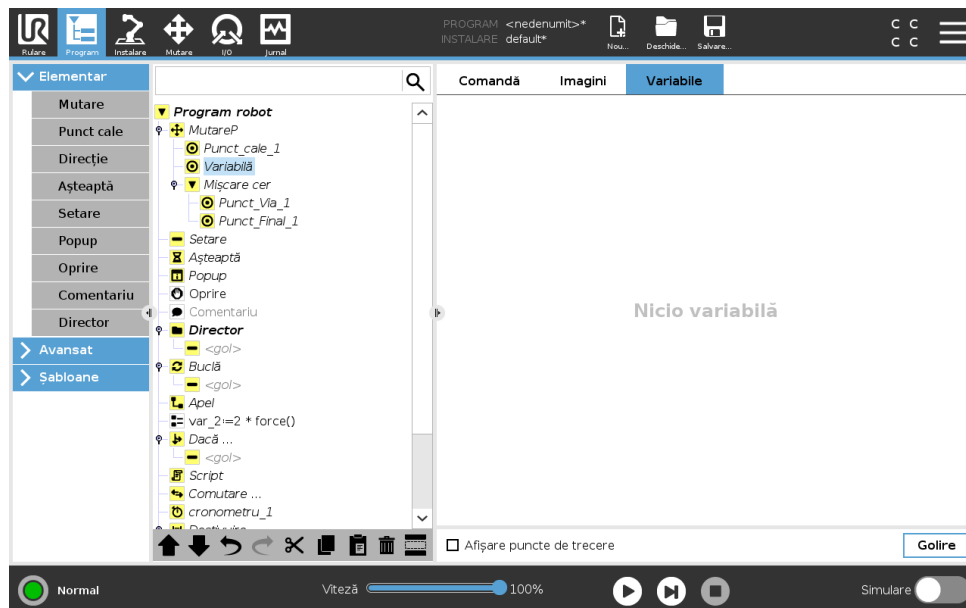 PROGRAM <nedenumit>*
INSTALARE default*
Rulare Program Instalare Mutare I/O Jurnal Nou... Deschide... Salvare...
C C
C C
Elementar
Mutare
Punct cale
Direcție
Așteaptă
Setare
Popup
Oprire
Comentariu
Director
Avansat
Șabloane
Program robot
MutareP
Punct_cale_1
Variabilă
Mișcare cer
Punct_Via_1
Punct_Final_1
Setare
Așteaptă
Popup
Oprire
Comentariu
Director
<gol>
Buclă
<gol>
Apel
var_2:=2 * force()
Dacă ...
<gol>
Script
Comutare ...
cronometru_1
Comandă Imagini Variabile
Nicio variabilă
Afișare puncte de trecere Golire
Normal Viteză 100% Simulare